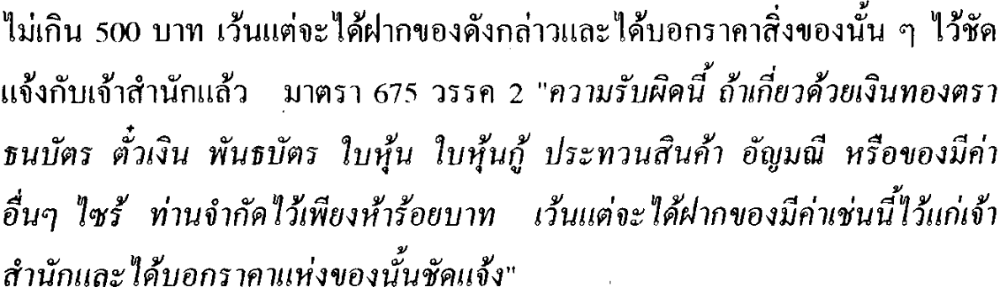 ไม่เกิน 500 บาท เว้นแต่จะได้ฝากของดังกล่าวและได้บอกราคาสิ่งของนั้น ๆ ไว้ชัด
แจ้งกับเจ้าสำนักแล้ว มาตรา 675 วรรค 2 "ความรับผิดนี้ ถ้าเกี่ยวด้วยเงินทองตรา
ธนบัตร ตั๋วเงิน พันธบัตร ใบหุ้น ใบหุ้นกู้ ประทวนสินค้า อัญมณี หรือของมีค่า
อื่นๆ ไซร้ ท่านจำกัดไว้เพียงห้าร้อยบาท เว้นแต่จะได้ฝากของมีค่าเช่นนี้ไว้แก่เจ้า
สำนักและได้บอกราคาแห่งของนั้นชัดแจ้ง"